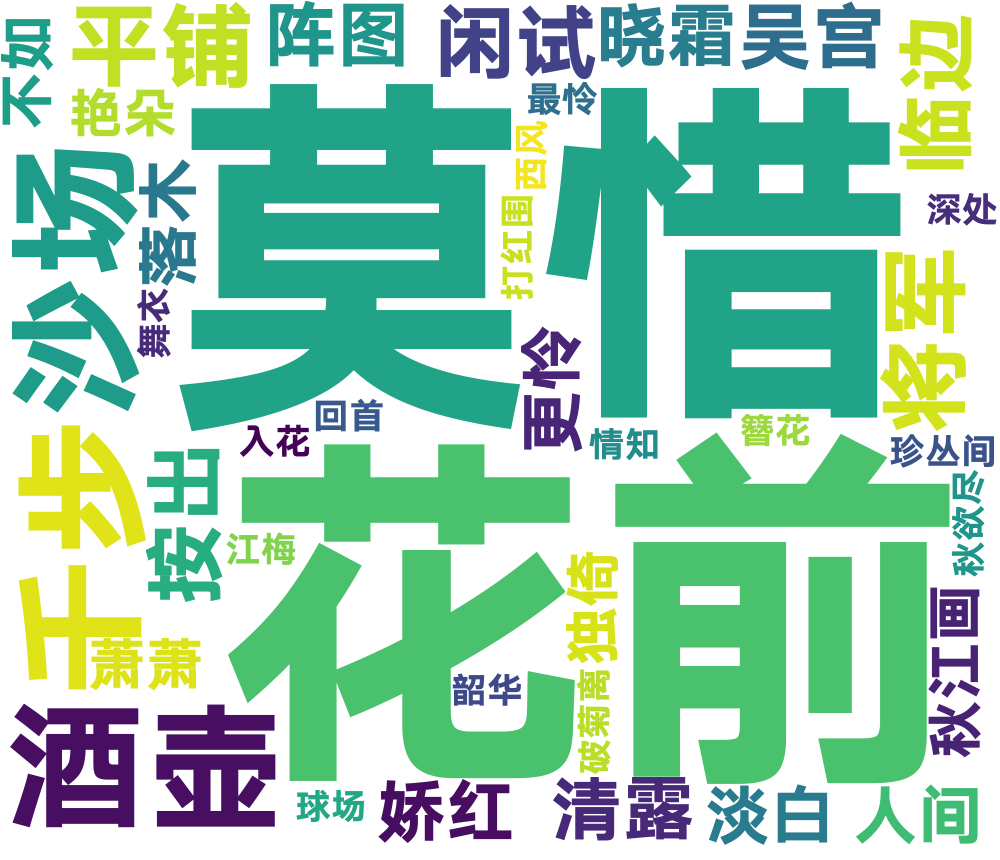 不如
平铺
阵图
闲试
晓霜
吴宫
临边
艳朵
最怜
沙场
落木
莫惜
西风
深处
打红围
舞衣
更怜
将军
回首
入花
情知
簪花
珍丛间
千步
按出
花前
秋欲尽
江梅
独倚
萧萧
韶华
破菊离
秋江画
酒壶
球场
娇红
清露
淡白
人间